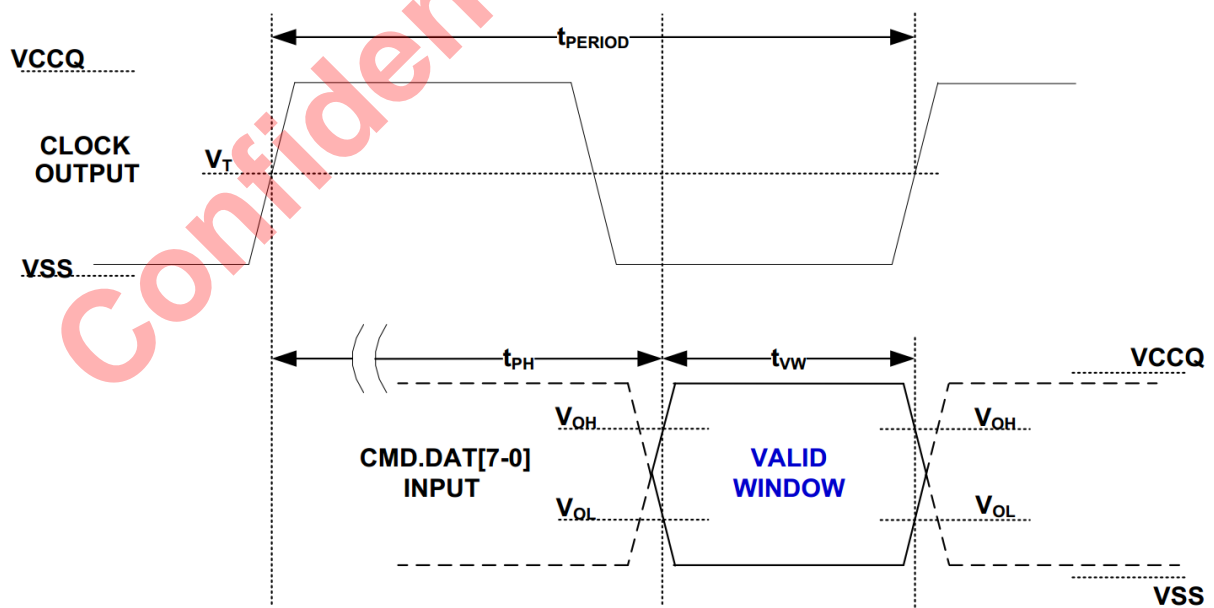 tPERIOD
VCCQ
CLOCK
OUTPUT
VT
VSS
Confiden
tPH
tVW
VCCQ
VOH
VOH
CMD.DAT[7-0]
INPUT
VALID
WINDOW
VOL
VOL
VSS